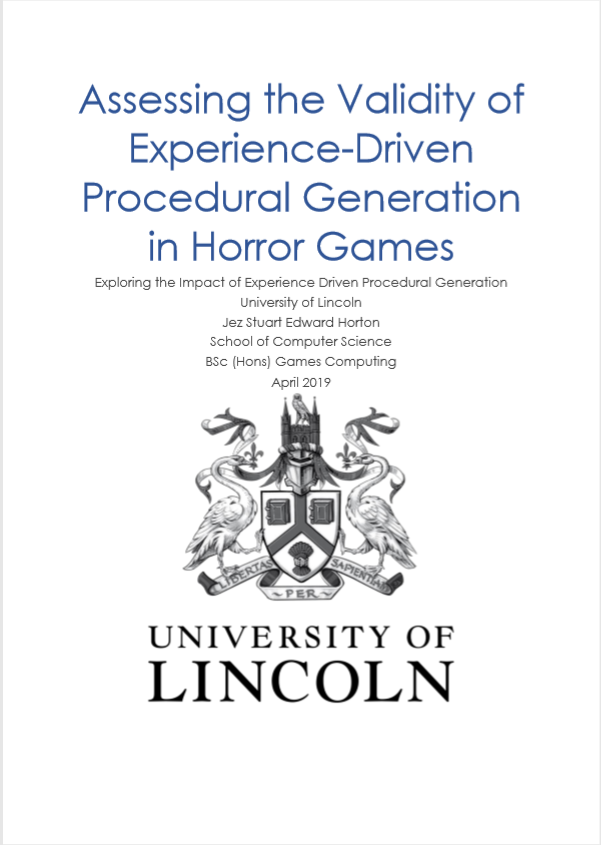 Assessing the Validity of
Experience-Driven
Procedural Generation
in Horror Games
Exploring the Impact of Experience Driven Procedural Generation
University of Lincoln
Jez Stuart Edward Horton
School of Computer Science
BSc (Hons) Games Computing
April 2019
LIBERTAS
PER
SAPIENTIAM
UNIVERSITY OF
LINCOLN